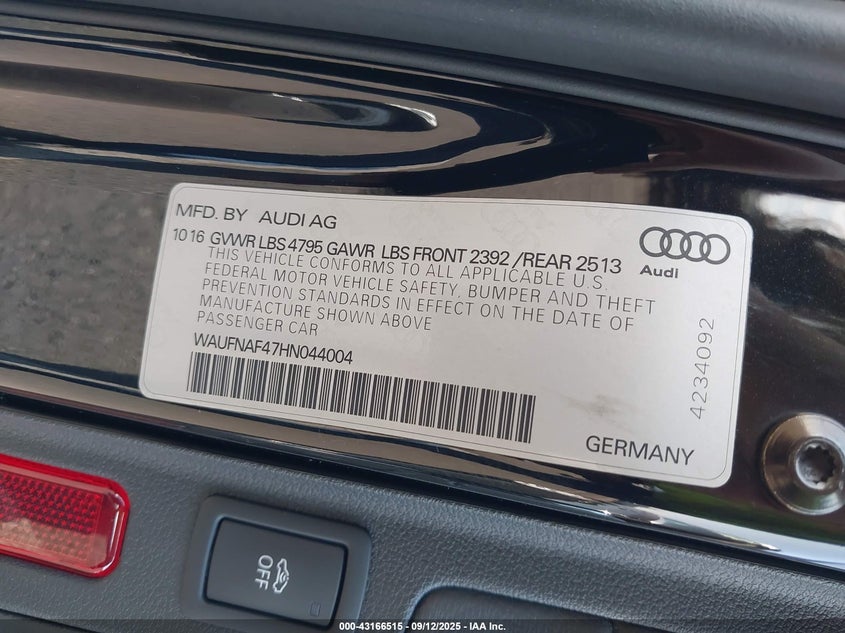 MFD. BY AUDI AG
10 16 GVWR LBS 4795 GAWR LBS FRONT 2392 /REAR 2513
THIS VEHICLE CONFORMS TO ALL APPLICABLE U.S.
FEDERAL MOTOR VEHICLE SAFETY, BUMPER AND THEFT
PREVENTION STANDARDS IN EFFECT ON THE DATE OF
MANUFACTURE SHOWN ABOVE
PASSENGER CAR
WAUFNAF47HN044004
Audi
4234092
GERMANY
OFF
000-43166515 - 09/12/2025 - IAA Inc.